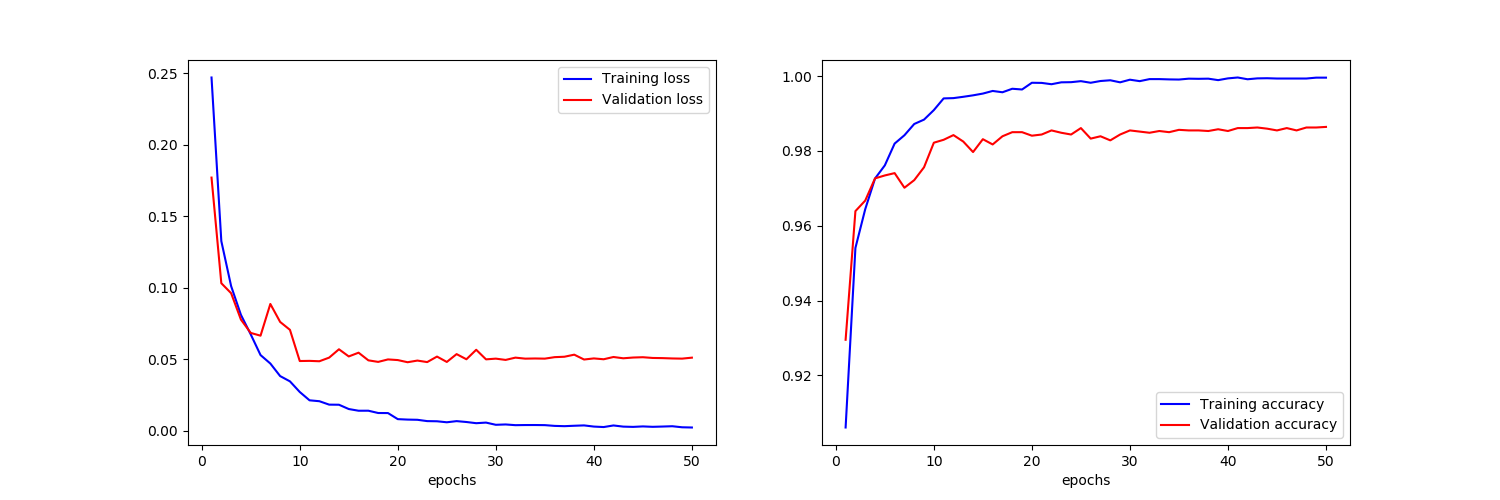 0.25
0.20
0.15
0.10
0.05
0.00
Training loss
Validation loss
0 10 20 30 40 50
epochs
1.00
0.98
0.96
0.94
0.92
Training accuracy
Validation accuracy
0 10 20 30 40 50
epochs